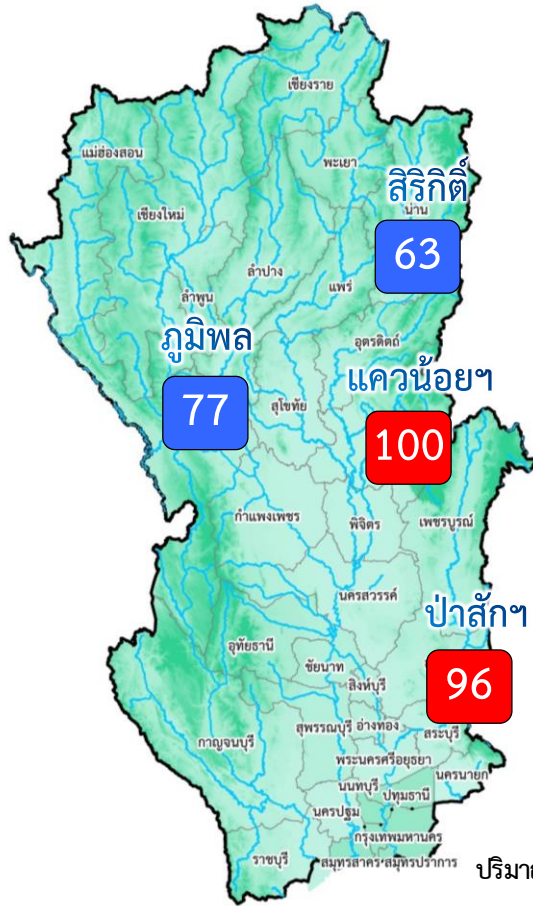 เชียงราย
แม่ฮ่องสอน
พะเยา
สิริกิติ์
น่าน
เชียงใหม่
63
ลำปาง
แพร่
ลำพูน
ภูมิพล
อุตรดิตถ์
แควน้อยฯ
77
สุโขทัย
100
กำแพงเพชร
พิจิตร
เพชรบูรณ์
นครสวรรค์
ป่าสักฯ
อุทัยธานี
ชัยนาท
สิงห์บุรี
96
สุพรรณบุรี อ่างทอง
สระบุรี
กาญจนบุรี
พระนครศรีอยุธยา
นครนายก
นนทบุรี
ปทุมธานี
นครปฐม
กรุงเทพมหานคร
ราชบุรี
สมุทรสาคร สมุทรปราการ